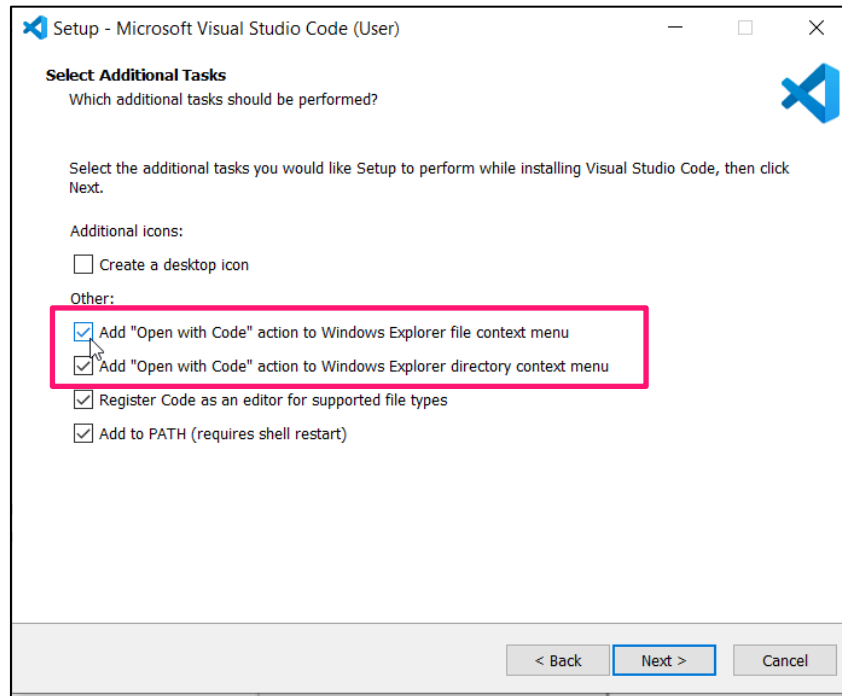 Setup - Microsoft Visual Studio Code (User)
Select Additional Tasks
Which additional tasks should be performed?
Select the additional tasks you would like Setup to perform while installing Visual Studio Code, then click
Next.
Additional icons:
Create a desktop icon
Other:
Add "Open with Code" action to Windows Explorer file context menu
Add "Open with Code" action to Windows Explorer directory context menu
Register Code as an editor for supported file types
Add to PATH (requires shell restart)
< Back Next > Cancel